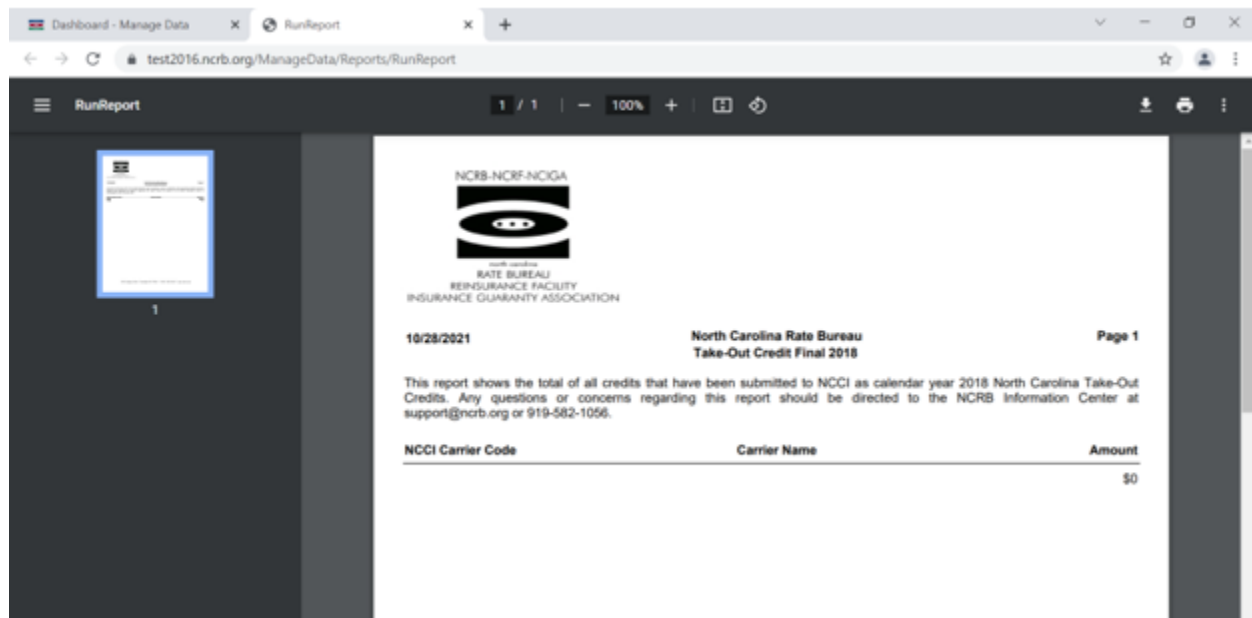 Dashboard - Manage Data
RunReport
test2016.ncrb.org/ManageData/Reports/RunReport
RunReport
1 / 1
100%
1
NCRB-NCRF-NCIGA
north carolina
RATE BUREAU
REINSURANCE FACILITY
INSURANCE GUARANTY ASSOCIATION
10/28/2021 North Carolina Rate Bureau Page 1
Take-Out Credit Final 2018
This report shows the total of all credits that have been submitted to NCCI as calendar year 2018 North Carolina Take-Out
Credits. Any questions or concerns regarding this report should be directed to the NCRB Information Center at
support@ncrb.org or 919-582-1056.
NCCI Carrier Code Carrier Name Amount
$0